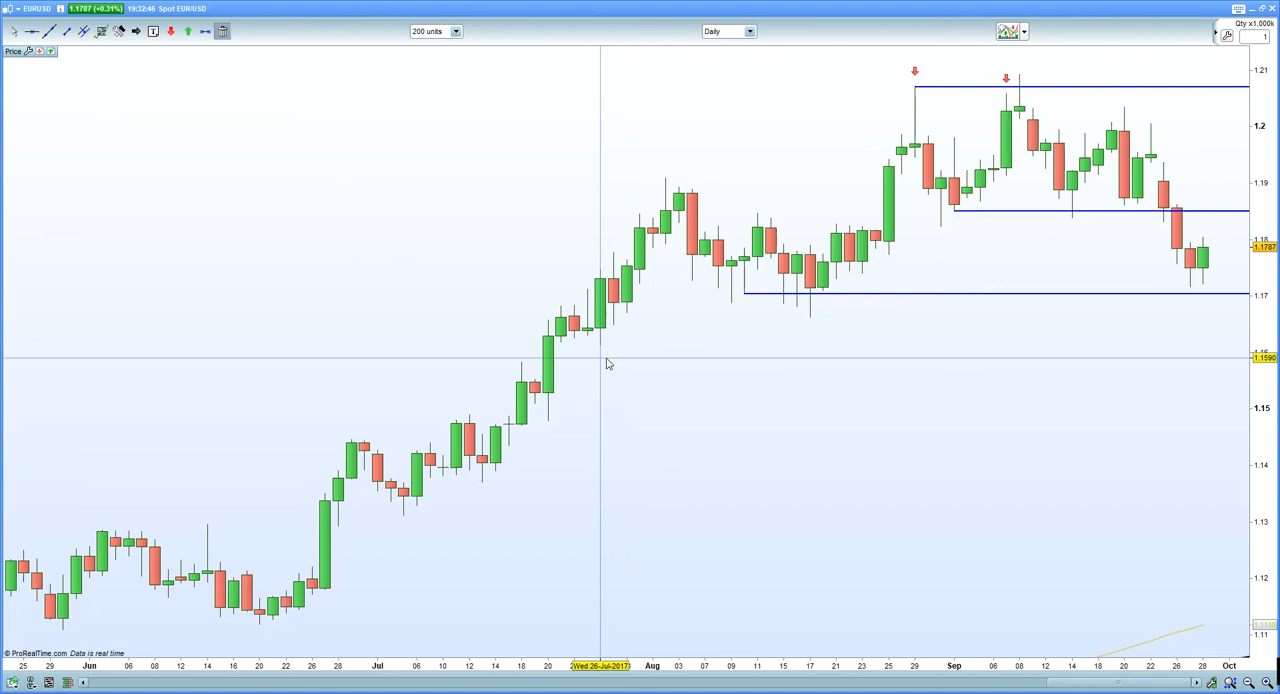 EURUSD 1.1787 (+0.31%) 19:32:46 Spot EUR/USD
200 units Daily Qty x1,000k
1
Price
1.21
1.2
1.19
1.18
1.1787
1.17
1.1590
1.15
1.14
1.13
1.12
1.11
© ProRealTime.com Data is real time
25 29 Jun 06 08 12 14 16 20 22 26 28 Jul 06 10 12 14 18 20 Wed 26-Jul-2017 Aug 03 07 09 11 15 17 21 23 25 29 Sep 06 08 12 14 18 20 22 26 28 Oct